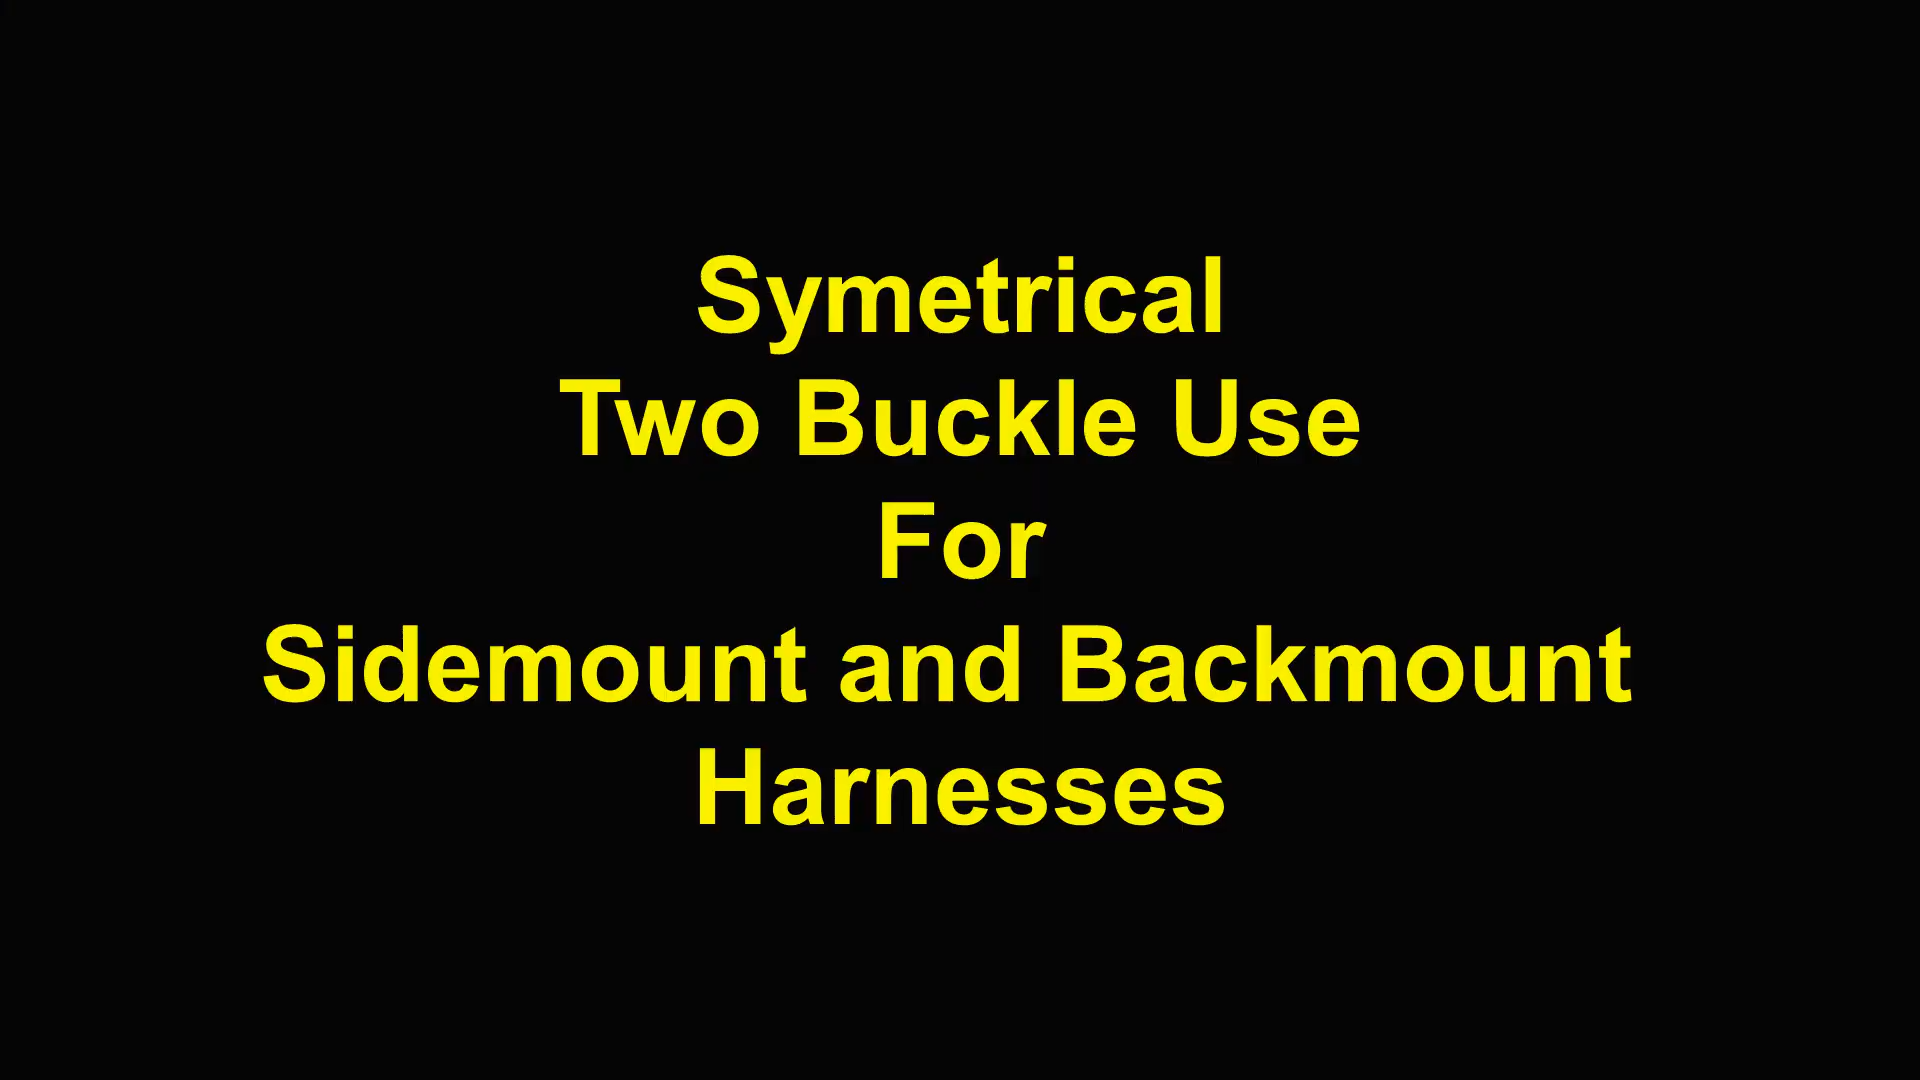 Symetrical
Two Buckle Use
For
Sidemount and Backmount
Harnesses